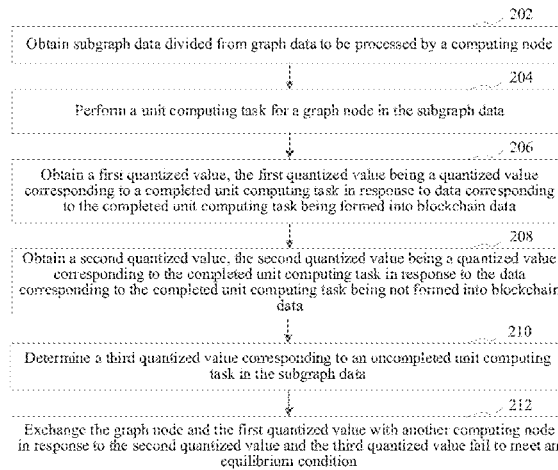 202
Obtain subgraph data divided from graph data to be processed by a computing node
204
Perform a unit computing task for a graph node in the subgraph data
206
Obtain a first quantized value, the first quantized value being a quantized value
corresponding to a completed unit computing task in response to data corresponding
to the completed unit computing task being formed into blockchain data
208
Obtain a second quantized value, the second quantized value being a quantized value
corresponding to the completed unit computing task in response to the data
corresponding to the completed unit computing task being not formed into blockchain
data
210
Determine a third quantized value corresponding to an uncompleted unit computing
task in the subgraph data
212
Exchange the graph node and the first quantized value with another computing node
in response to the second quantized value and the third quantized value fail to meet an
equilibrium condition